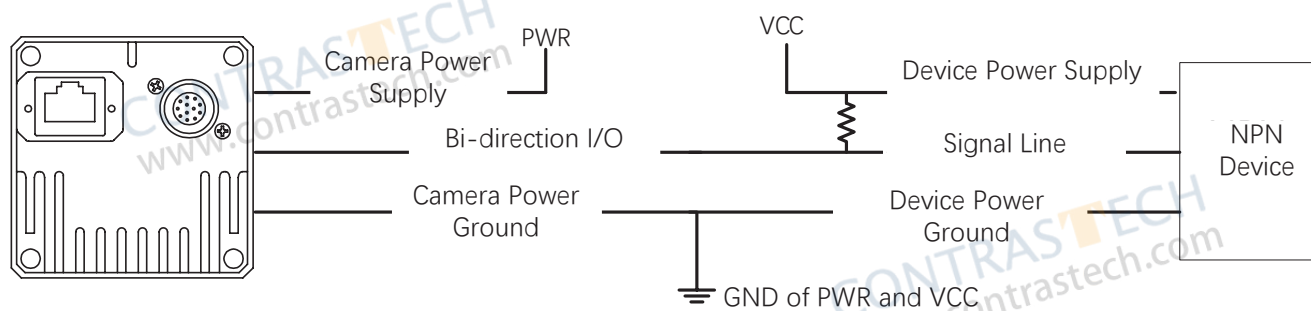 CONTRASTECH
www.contrastech.com
PWR
Camera Power
Supply
VCC
Device Power Supply
Bi-direction I/O
Signal Line
NPN
Device
Camera Power
Ground
Device Power
Ground
GND of PWR and VCC
CONTRASTECH
ntrastech.com